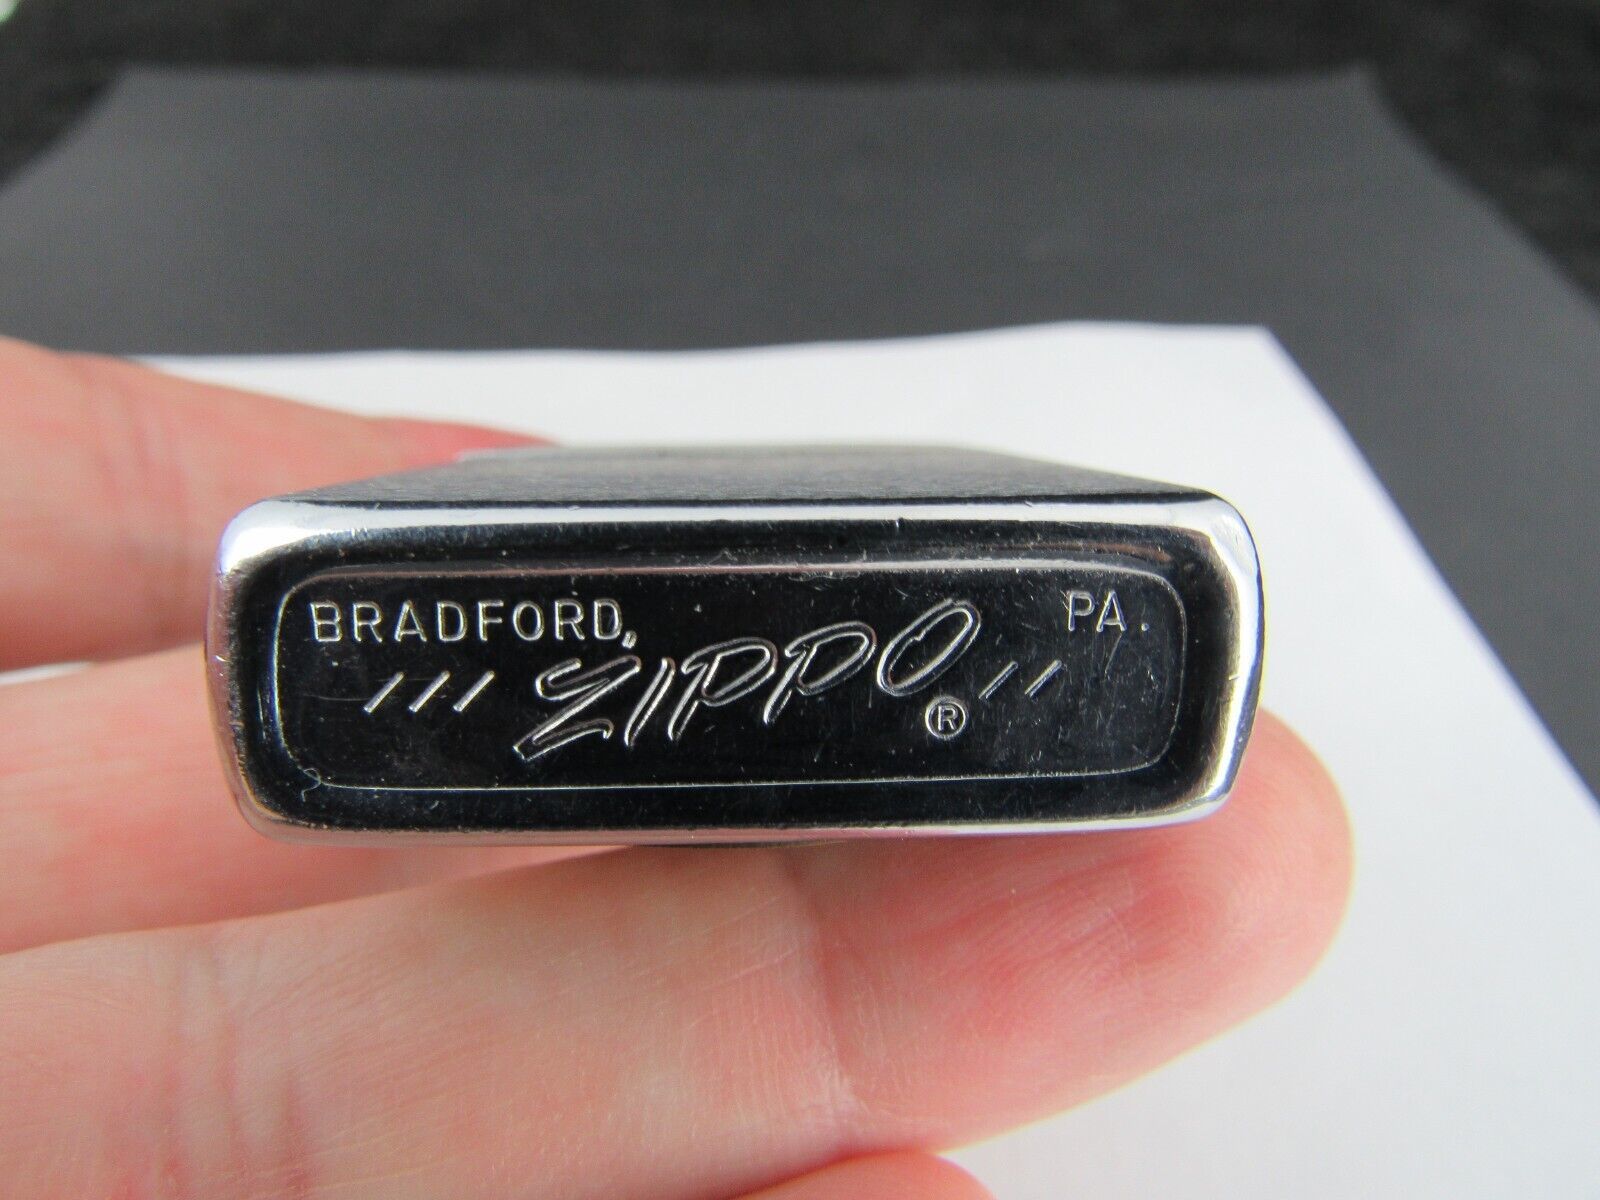 BRADFORD, PA.
/// ZIPPO ® //